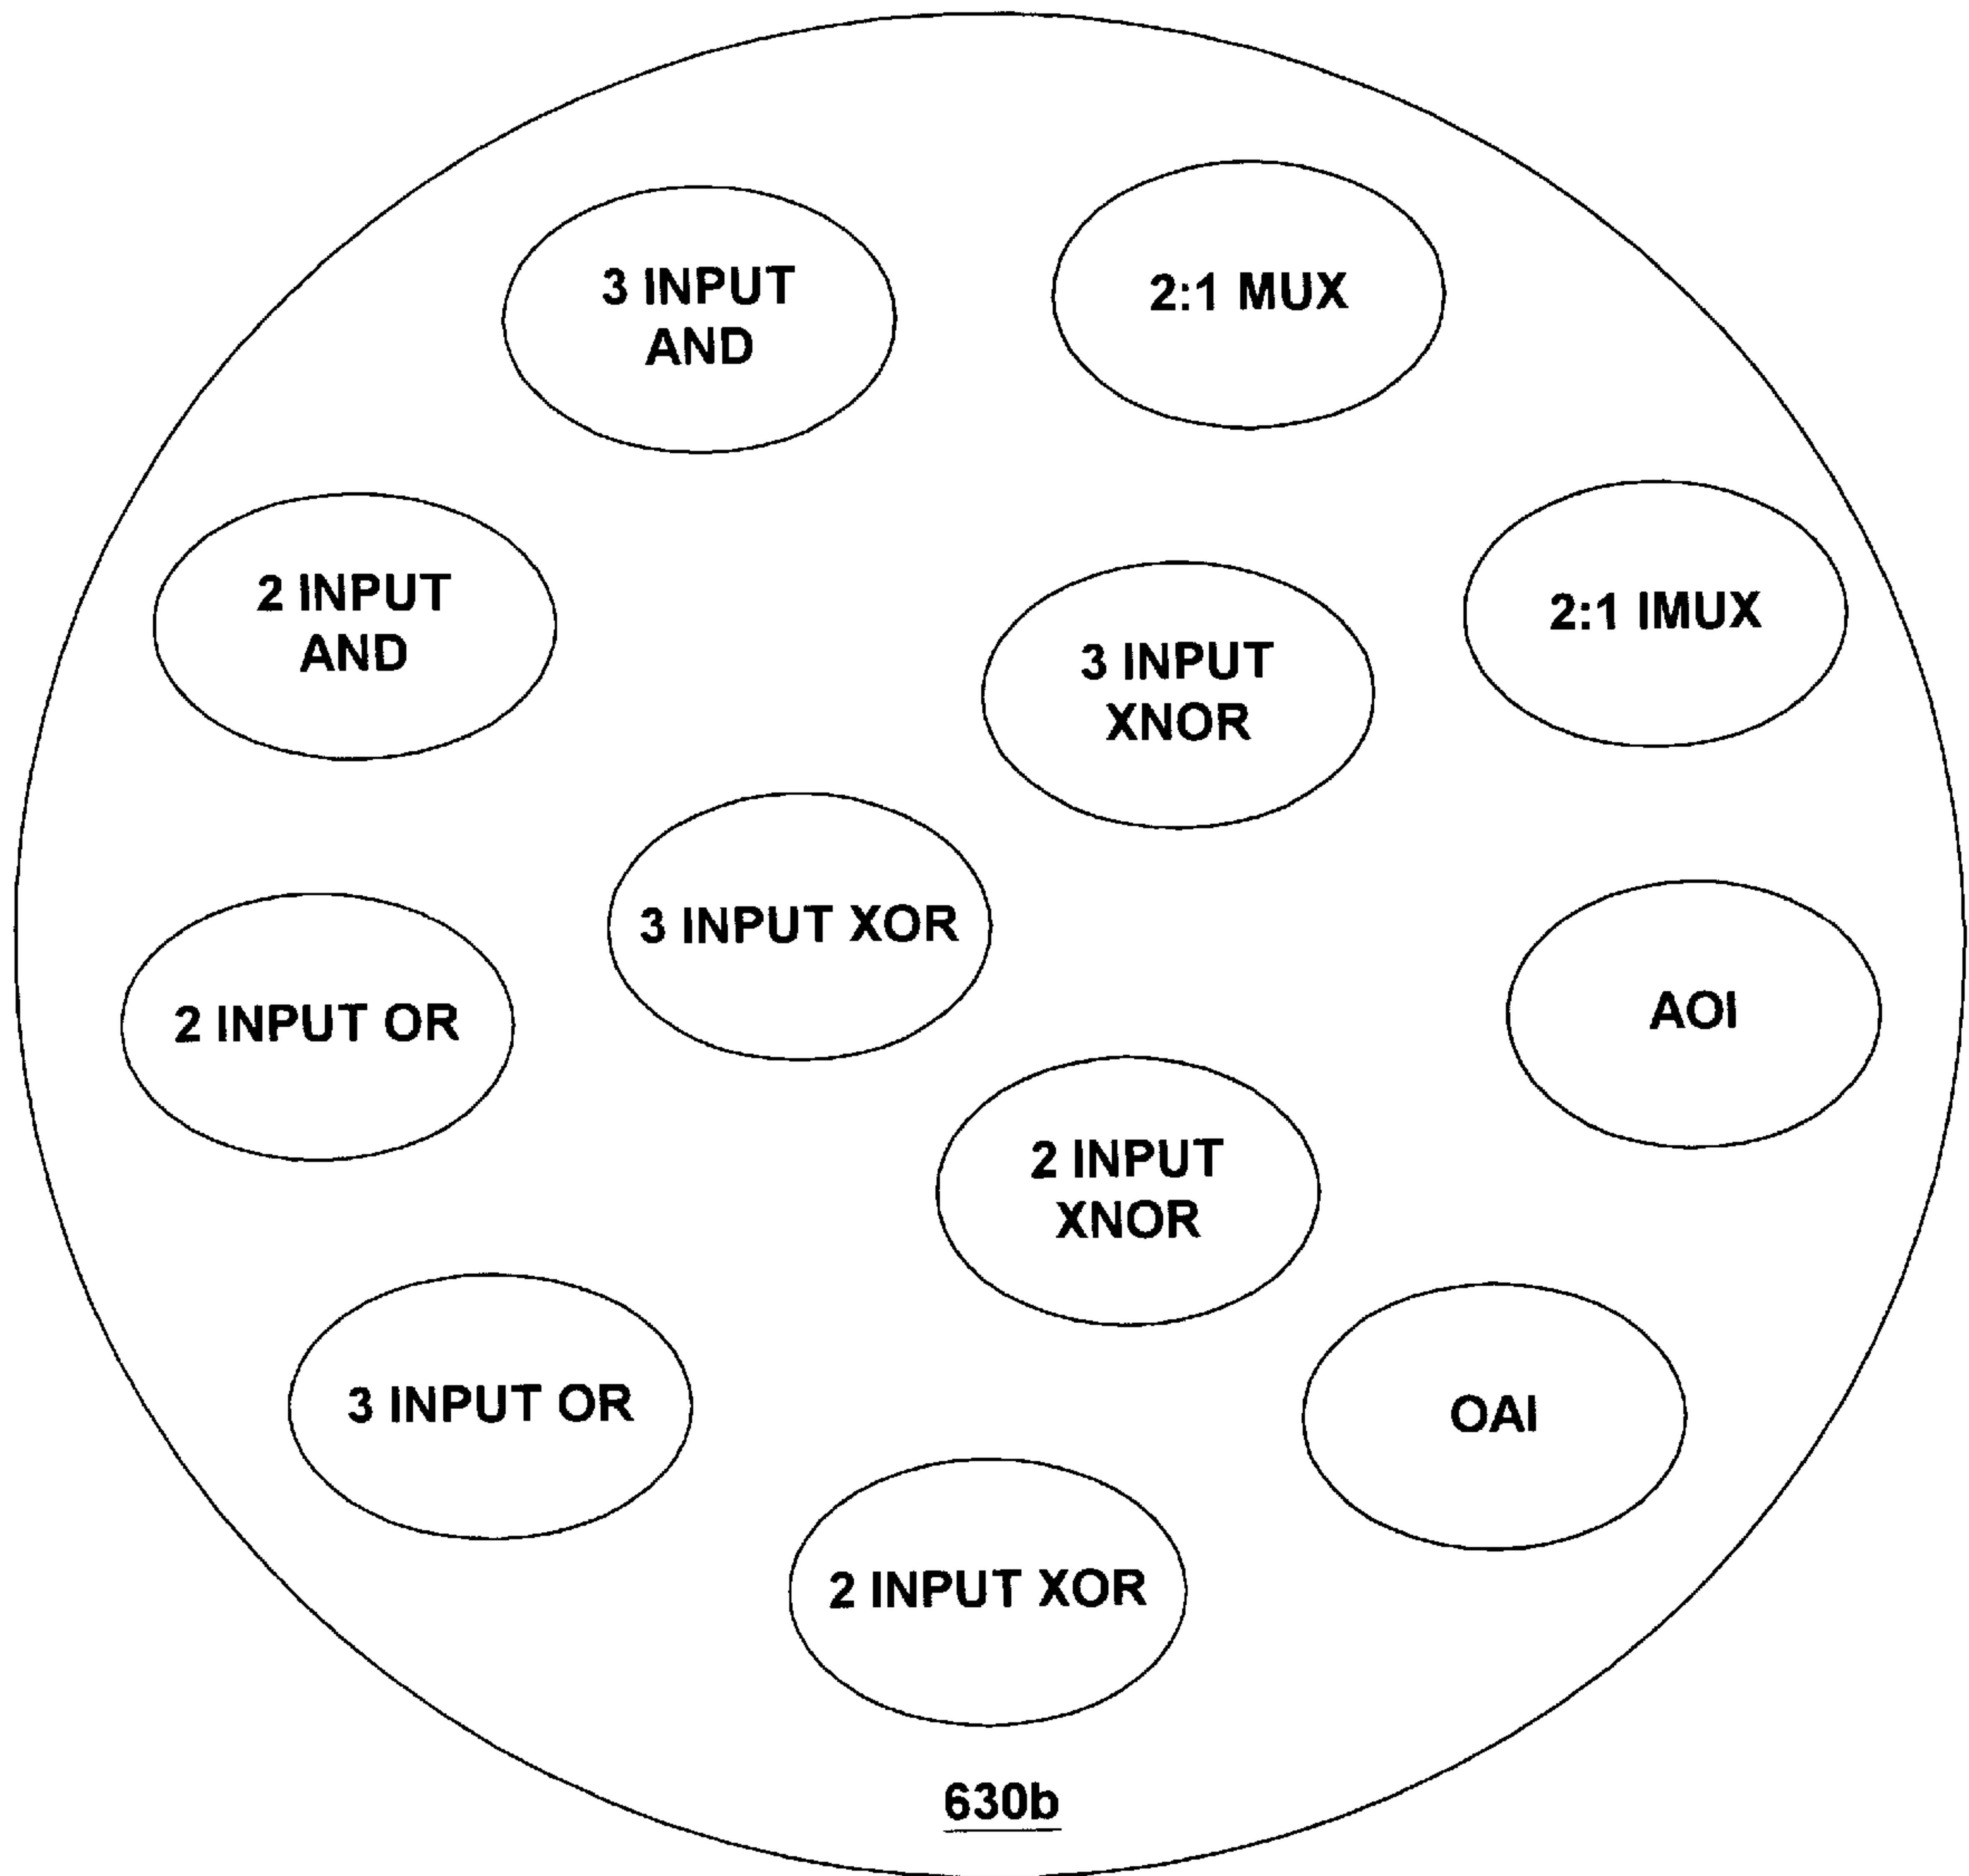 3 INPUT
AND
2:1 MUX
2 INPUT
AND
2:1 IMUX
3 INPUT
XNOR
3 INPUT XOR
2 INPUT OR
AOI
2 INPUT
XNOR
3 INPUT OR
OAI
2 INPUT XOR
630b